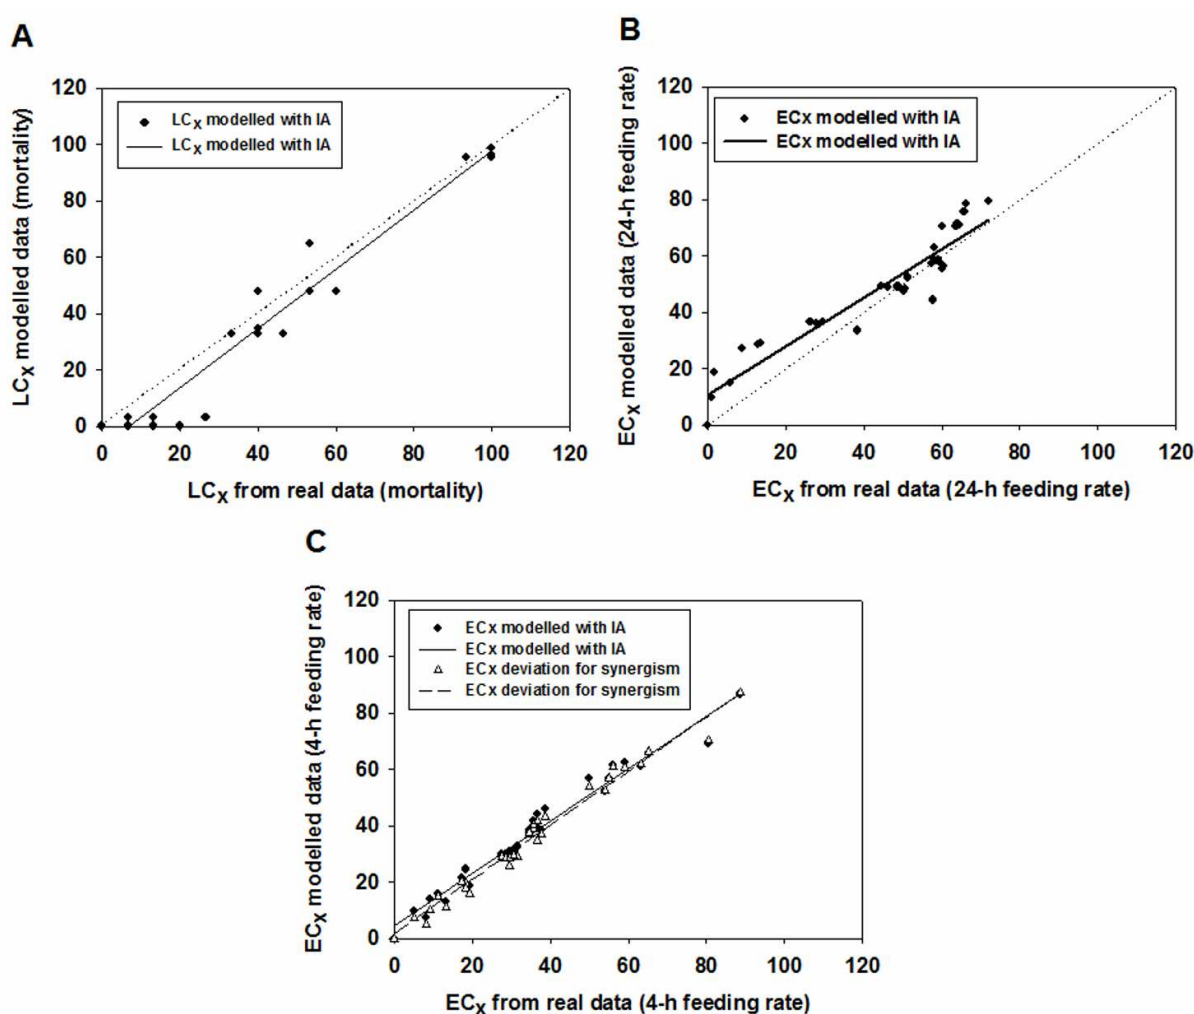 A
LCX modelled data (mortality)
120
100
80
60
40
20
0
LCX modelled with IA
LCX modelled with IA
0 20 40 60 80 100 120
LCX from real data (mortality)
B
ECX modelled data (24-h feeding rate)
120
100
80
60
40
20
0
ECx modelled with IA
ECx modelled with IA
0 20 40 60 80 100 120
ECX from real data (24-h feeding rate)
C
ECX modelled data (4-h feeding rate)
120
100
80
60
40
20
0
ECx modelled with IA
ECx modelled with IA
ECx deviation for synergism
ECx deviation for synergism
0 20 40 60 80 100 120
ECX from real data (4-h feeding rate)